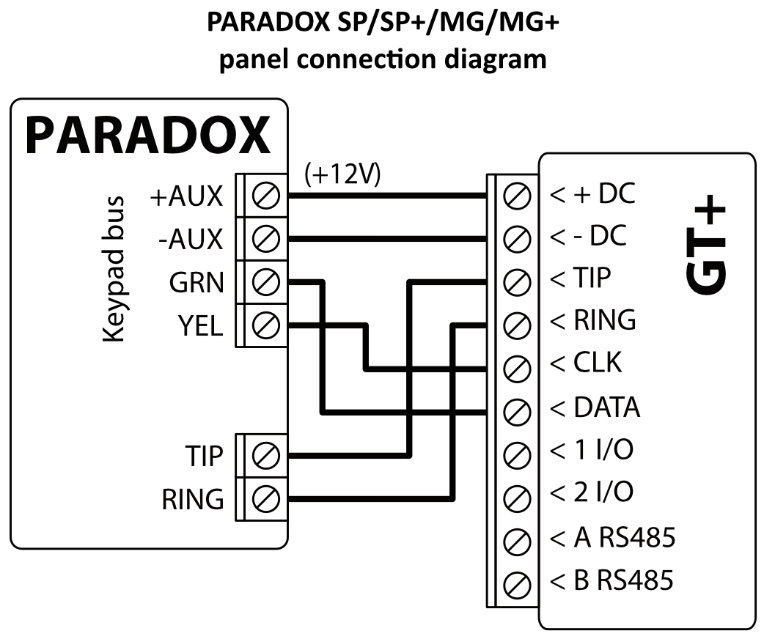 PARADOX SP/SP+/MG/MG+
panel connection diagram
PARADOX
Keypad bus
+AUX
-AUX
GRN
YEL
TIP
RING
(+12V)
< + DC
< - DC
< TIP
< RING
< CLK
< DATA
< 1 I/O
< 2 I/O
< A RS485
< B RS485
GT+